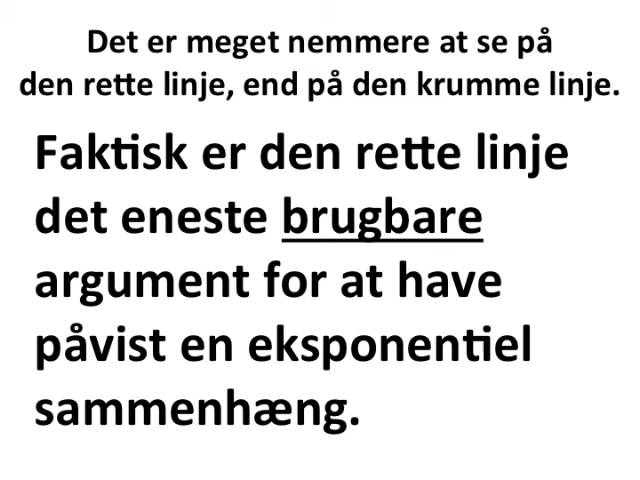 Det er meget nemmere at se på
den rette linje, end på den krumme linje.
Faktisk er den rette linje
det eneste brugbare
argument for at have
påvist en eksponentiel
sammenhæng.